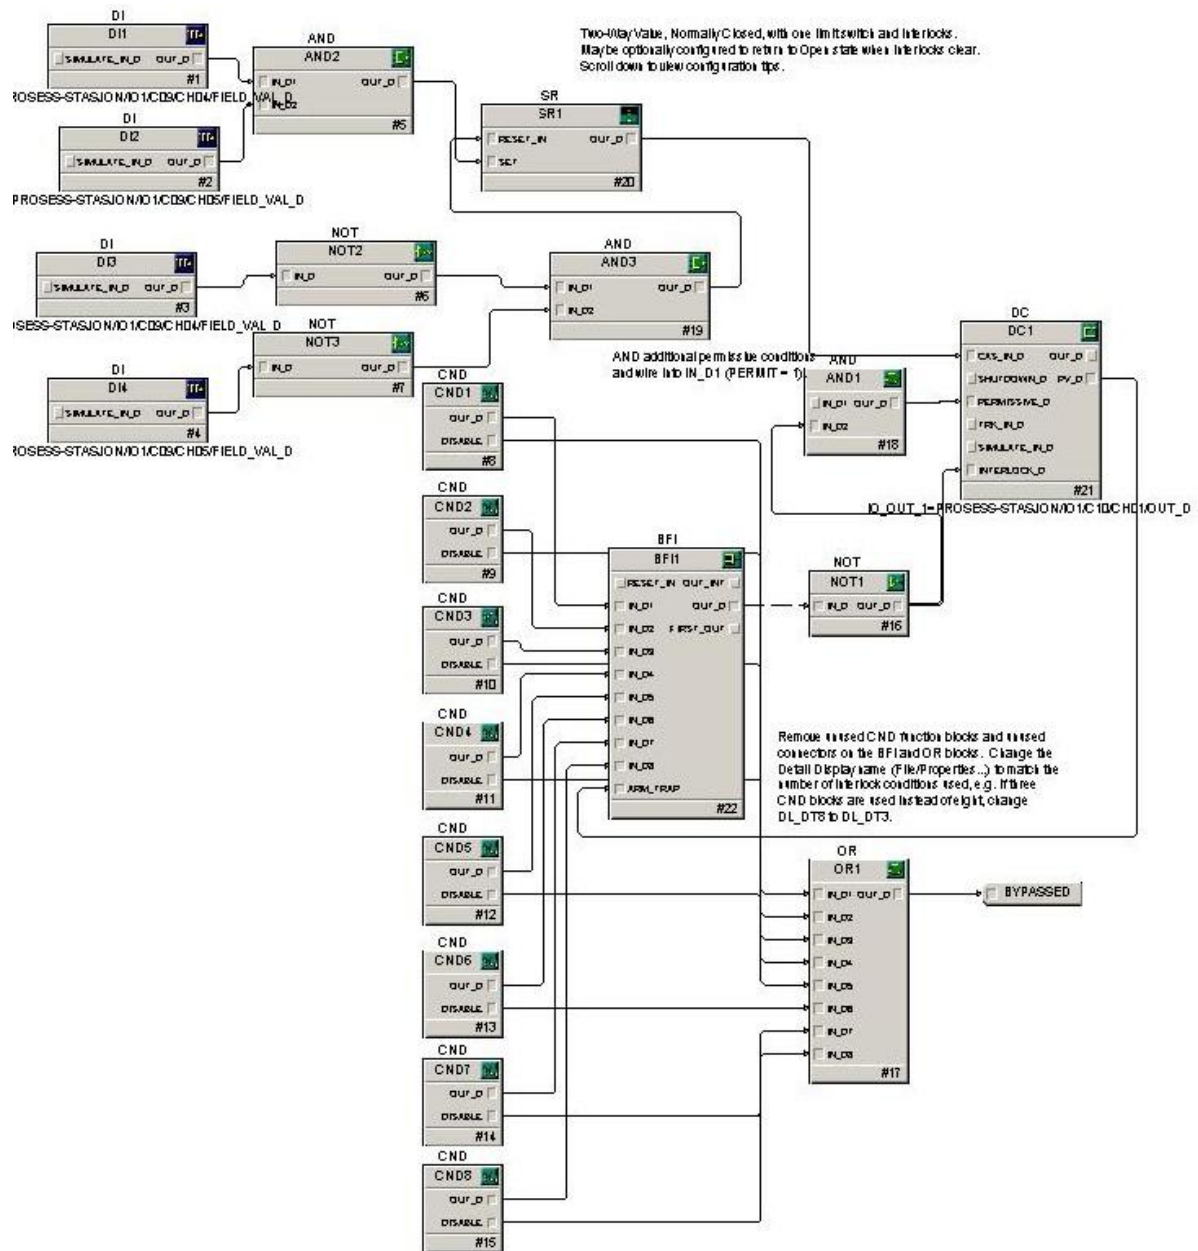 DI
DI1
SIMULATE_IN_D OUT_D
#1
PROSESS-STASJON/IO1/C09/CH04/FIELD_VAL_D
DI
DI2
SIMULATE_IN_D OUT_D
#2
PROSESS-STASJON/IO1/C09/CH05/FIELD_VAL_D
AND
AND2
IN_D1 OUT_D
IN_D2
#5
Two-Way Valve, Normally Closed, with one limit switch and Interlocks.
May be optionally configured to return to Open state when Interlocks clear.
Scroll down to view configuration tips.
SR
SR1
RESET_IN OUT_D
SET
#20
DI
DI3
SIMULATE_IN_D OUT_D
#3
OSESS-STASJON/IO1/C09/CH04/FIELD_VAL_D
NOT
NOT2
IN_D OUT_D
#6
AND
AND3
IN_D1 OUT_D
IN_D2
#19
DI
DI4
SIMULATE_IN_D OUT_D
#4
ROSESS-STASJON/IO1/C09/CH05/FIELD_VAL_D
NOT
NOT3
IN_D OUT_D
#7
AND additional permissive conditions
and wire into IN_D1 (PERMIT = 1)
AND
AND1
IN_D1 OUT_D
IN_D2
#18
DC
DC1
CAS_IN_D OUT_D
SHUTDOWN_D PV_D
PERMISSIVE_D
TRK_IN_D
SIMULATE_IN_D
INTERLOCK_D
#21
IO_OUT_1=PROSESS-STASJON/IO1/C10/CH01/OUT_D
CND
CND1
OUT_D
DISABLE
#8
CND
CND2
OUT_D
DISABLE
#9
CND
CND3
OUT_D
DISABLE
#10
CND
CND4
OUT_D
DISABLE
#11
CND
CND5
OUT_D
DISABLE
#12
CND
CND6
OUT_D
DISABLE
#13
CND
CND7
OUT_D
DISABLE
#14
CND
CND8
OUT_D
DISABLE
#15
BFI
BFI1
RESET_IN OUT_INT
IN_D1 OUT_D
IN_D2 FIRST_OUT
IN_D3
IN_D4
IN_D5
IN_D6
IN_D7
IN_D8
ARM_TRAP
#22
NOT
NOT1
IN_D OUT_D
#16
Remove unused CND function blocks and unused
connectors on the BFI and OR blocks. Change the
Detail Display name (File/Properties...) to match the
number of interlock conditions used, e.g. If three
CND blocks are used instead of eight, change
DL_DT8 to DL_DT3.
OR
OR1
IN_D1 OUT_D
IN_D2
IN_D3
IN_D4
IN_D5
IN_D6
IN_D7
IN_D8
#17
BYPASSED